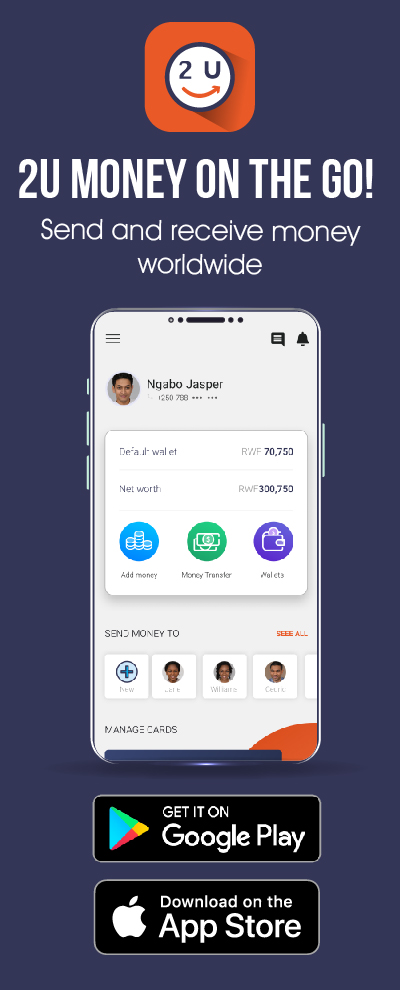 2 U
2U MONEY ON THE GO!
Send and receive money
worldwide
Ngabo Jasper
+250 788 ••• •••
Default wallet RWF 70,750
Net worth RWF300,750
Add money Money Transfer Wallets
SEND MONEY TO SEEE ALL
New Jane Williams Cedric
MANAGE CARDS
GET IT ON
Google Play
Download on the
App Store